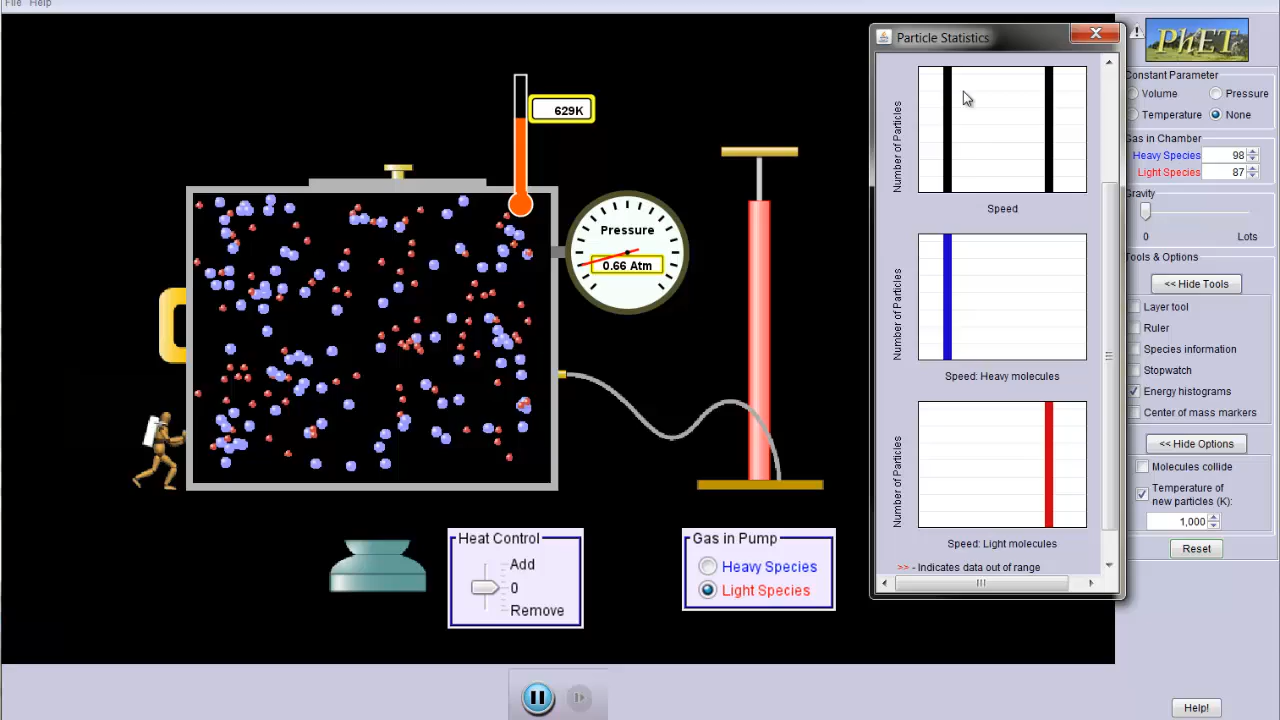 File Help
Particle Statistics
PhET
Number of Particles
Speed
Number of Particles
Speed: Heavy molecules
Number of Particles
Speed: Light molecules
>> - Indicates data out of range
629K
Pressure
0.66 Atm
Heat Control
Add
0
Remove
Gas in Pump
Heavy Species
Light Species
Constant Parameter
Volume Pressure
Temperature None
Gas in Chamber
Heavy Species 98
Light Species 87
Gravity
0 Lots
Tools & Options
<< Hide Tools
Layer tool
Ruler
Species information
Stopwatch
Energy histograms
Center of mass markers
<< Hide Options
Molecules collide
Temperature of
new particles (K):
1,000
Reset
Help!